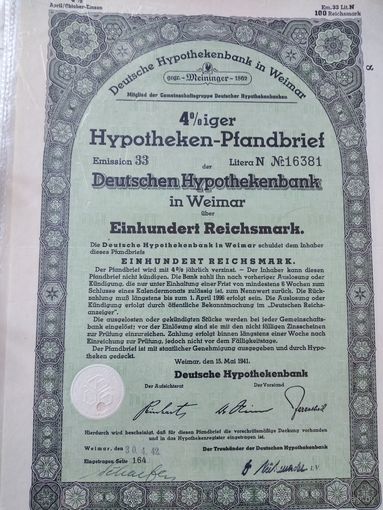 April/Oktober-Emson
Em. 33 Lit. N
100 Reichsmark
Deutsche Hypothekenbank in Weimar
gegr. - Meininger - 1862
Mitglied der Gemeinschaftsgruppe Deutscher Hypothekenbanken
4%iger
Hypotheken-Pfandbrief
Emission 33 der Litera N № 16381
Deutschen Hypothekenbank
in Weimar
über
Einhundert Reichsmark.
Die Deutsche Hypothekenbank in Weimar schuldet dem Inhaber
dieses Pfandbriefs
EINHUNDERT REICHSMARK.
Der Pfandbrief wird mit 4% jährlich verzinst. — Der Inhaber kann diesen
Pfandbrief nicht kündigen. Die Bank zahlt ihn nach vorheriger Auslosung oder
Kündigung, die nur unter Einhaltung einer Frist von mindestens 6 Wochen zum
Schlusse eines Kalendermonats zulässig ist, zum Nennwert zurück. Die Rück-
zahlung muß längstens bis zum 1. April 1996 erfolgt sein. Die Auslosung oder
Kündigung erfolgt durch öffentliche Bekanntmachung im „Deutschen Reichs-
anzeiger".
Die ausgelosten oder gekündigten Stücke werden bei jeder Gemeinschafts-
bank eingelöst; vor der Einlösung sind sie mit den nicht fälligen Zinsscheinen
zur Prüfung einzureichen. Zahlung erfolgt binnen längstens einer Woche nach
Einreichung zur Prüfung, jedoch nicht vor dem Fälligkeitstage.
Der Pfandbrief ist mit staatlicher Genehmigung ausgegeben und durch Hypo-
theken gedeckt.
Weimar, den 15. Mai 1941.
Deutsche Hypothekenbank
Der Aufsichtsrat Der Vorstand
Hierdurch wird bescheinigt, daß für diesen Pfandbrief die vorschriftsmäßige Deckung vorhanden
und in das Hypothekenregister eingetragen ist.
Weimar, den 30. 4. 42 Der Treuhänder der Deutschen Hypothekenbank
Eingetragen Seite 164
i.V.